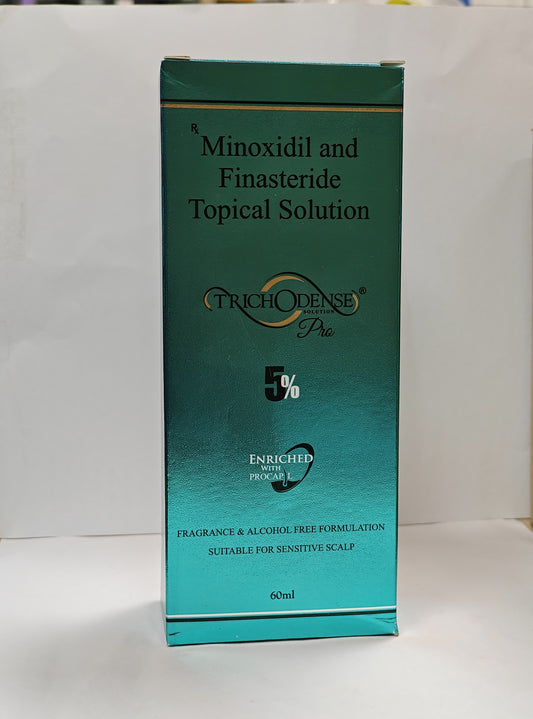 ℞
Minoxidil and
Finasteride
Topical Solution
TRICHODENSE®
SOLUTION
Pro
5%
ENRICHED
WITH
PROCAPIL
FRAGRANCE & ALCOHOL FREE FORMULATION
SUITABLE FOR SENSITIVE SCALP
60ml